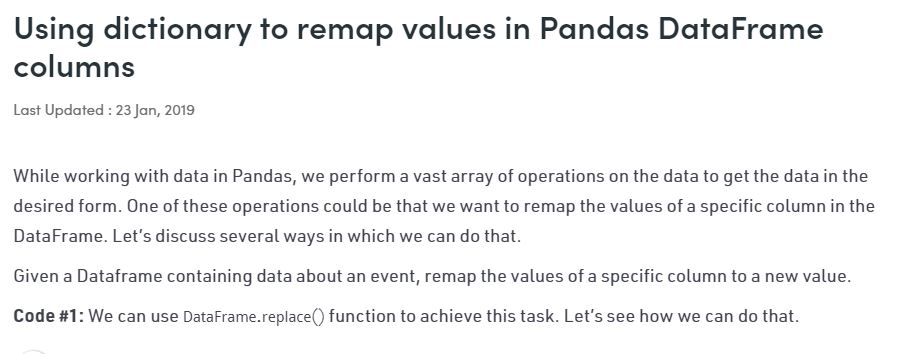 Using dictionary to remap values in Pandas DataFrame
columns
Last Updated : 23 Jan, 2019
While working with data in Pandas, we perform a vast array of operations on the data to get the data in the
desired form. One of these operations could be that we want to remap the values of a specific column in the
DataFrame. Let’s discuss several ways in which we can do that.
Given a Dataframe containing data about an event, remap the values of a specific column to a new value.
Code #1: We can use DataFrame.replace() function to achieve this task. Let’s see how we can do that.